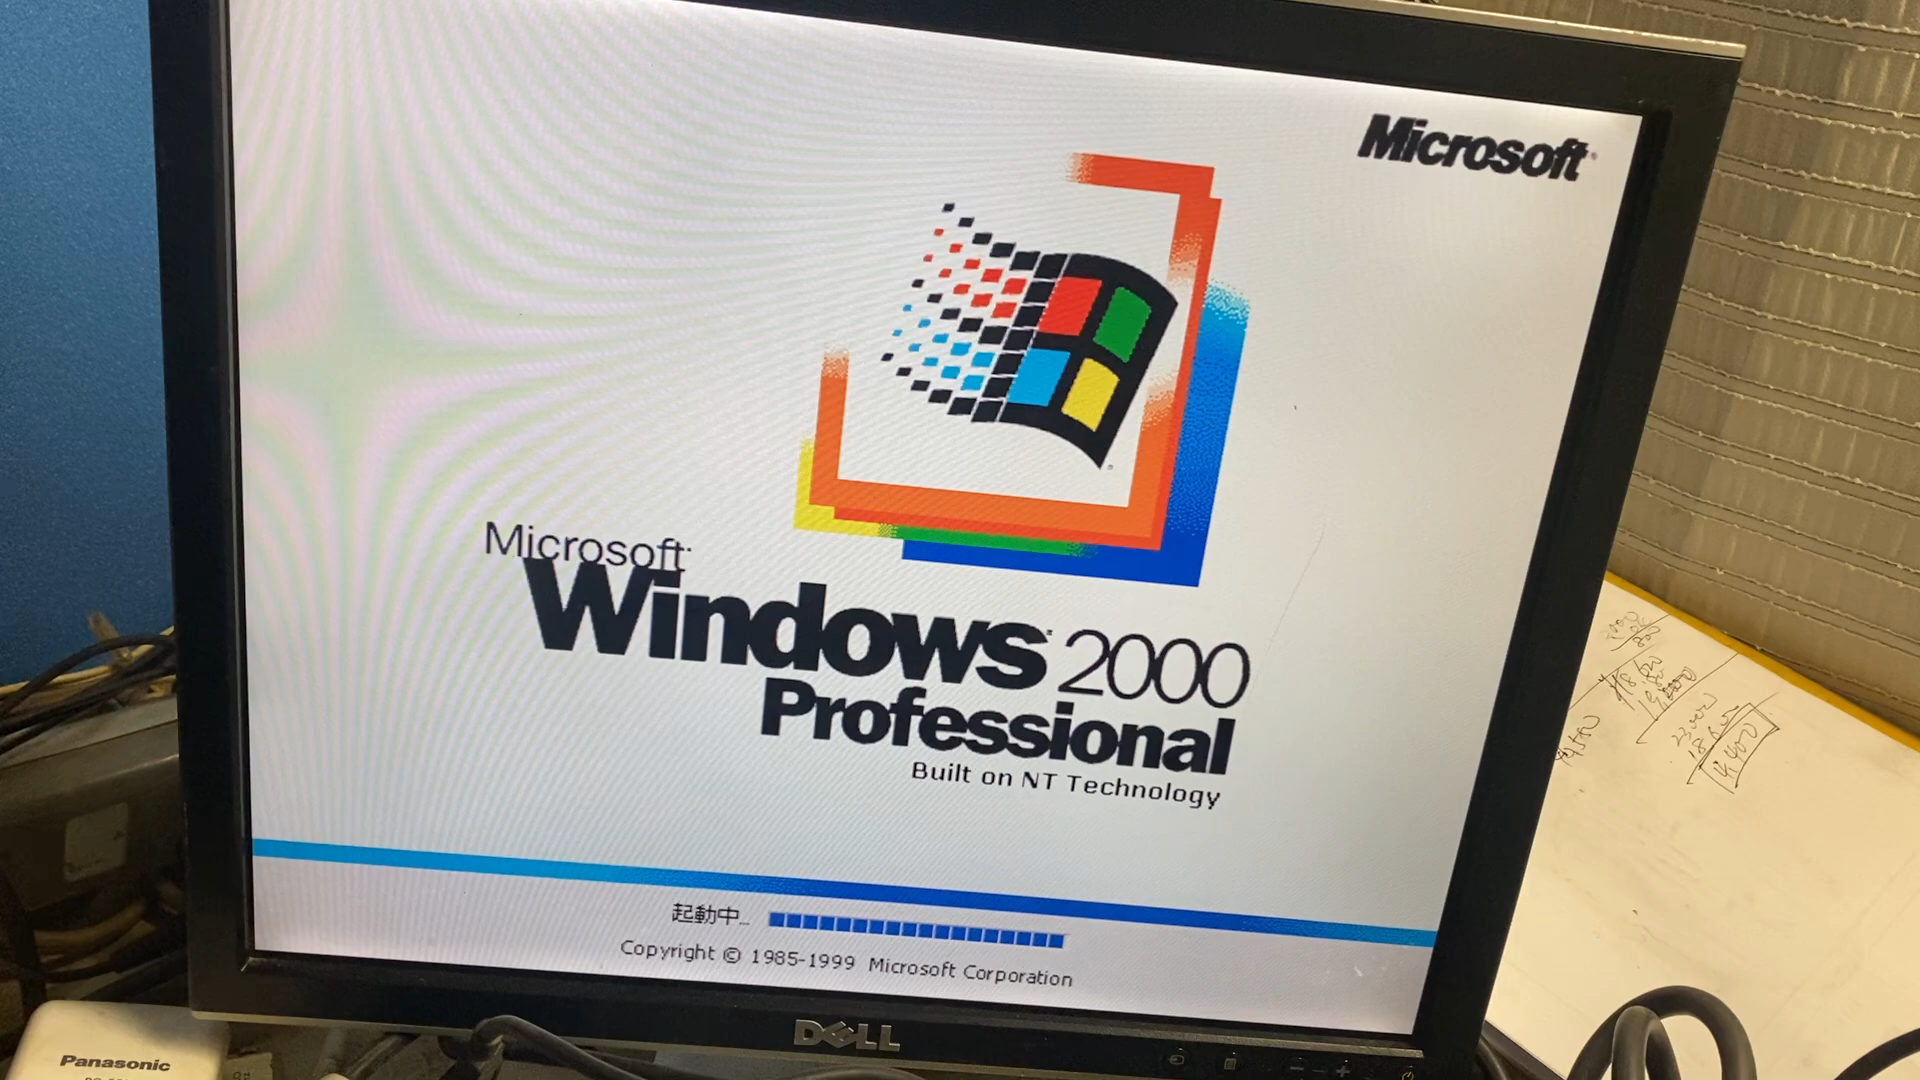 Microsoft
Microsoft
Windows 2000
Professional
Built on NT Technology
起動中...
Copyright © 1985-1999 Microsoft Corporation
DELL
Panasonic